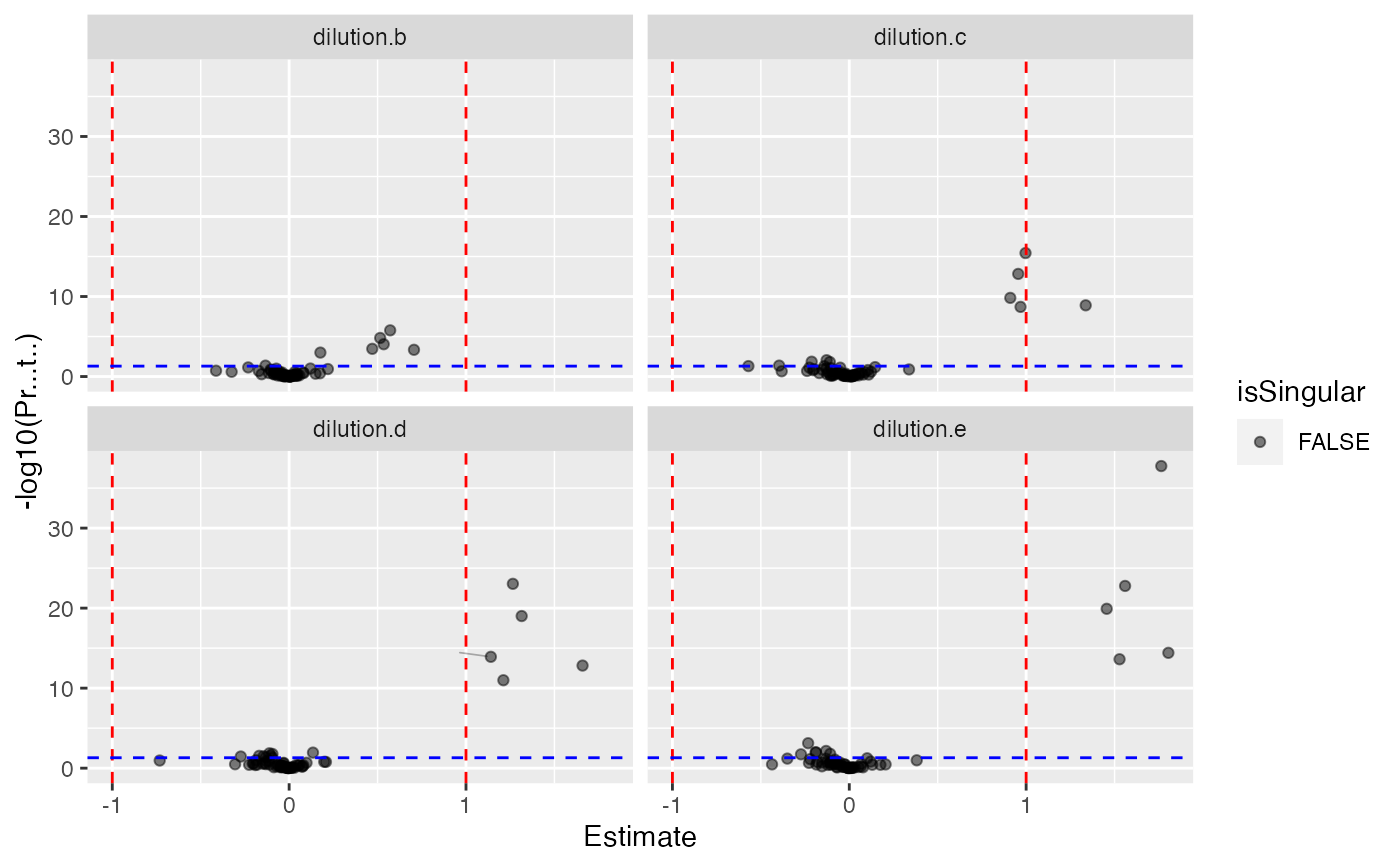 dilution.b
dilution.c
30
20
10
0
dilution.d
dilution.e
30
20
10
0
-1
0
1
-1
0
1
Estimate
-log10(Pr...t..)
isSingular
FALSE